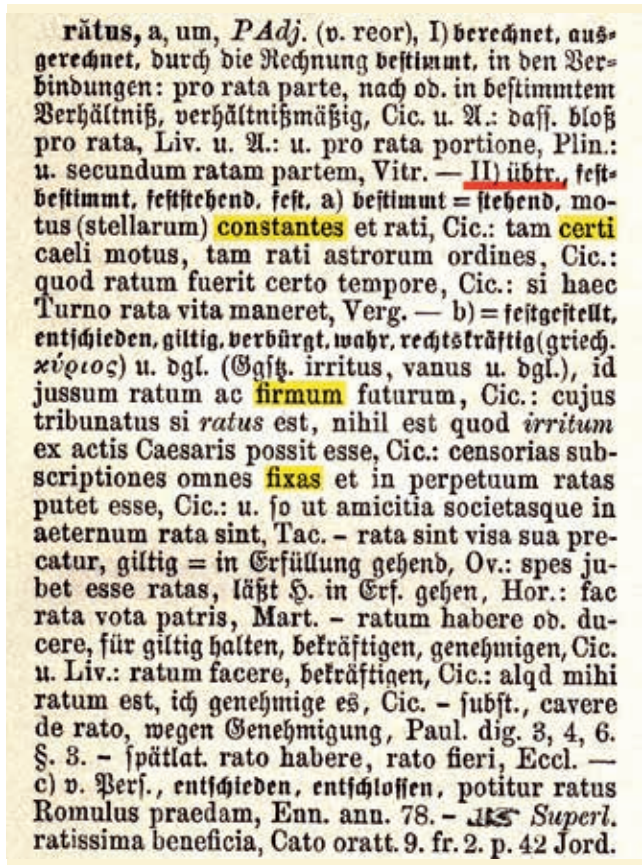 rătus, a, um, PAdj. (v. reor), I) berechnet, aus-
gerechnet, durch die Rechnung bestimmt, in den Ver-
bindungen: pro rata parte, nach od. in bestimmtem
Verhältniß, verhältnißmäßig, Cic. u. A.: dass. bloß
pro rata, Liv. u. A.: u. pro rata portione, Plin.:
u. secundum ratam partem, Vitr. — II) übtr., fest-
bestimmt, feststehend, fest, a) bestimmt = stehend, mo-
tus (stellarum) constantes et rati, Cic.: tam certi
caeli motus, tam rati astrorum ordines, Cic.:
quod ratum fuerit certo tempore, Cic.: si haec
Turno rata vita maneret, Verg. — b) = festgestellt,
entschieden, giltig, verbürgt, wahr, rechtskräftig (griech.
κύριος) u. dgl. (Ggstz. irritus, vanus u. dgl.), id
jussum ratum ac firmum futurum, Cic.: cujus
tribunatus si ratus est, nihil est quod irritum
ex actis Caesaris possit esse, Cic.: censorias sub-
scriptiones omnes fixas et in perpetuum ratas
putet esse, Cic.: u. so ut amicitia societasque in
aeternum rata sint, Tac. - rata sint visa sua pre-
catur, giltig = in Erfüllung gehend, Ov.: spes ju-
bet esse ratas, läßt H. in Erf. gehen, Hor.: fac
rata vota patris, Mart. - ratum habere od. du-
cere, für giltig halten, bekräftigen, genehmigen, Cic.
u. Liv.: ratum facere, bekräftigen, Cic.: alqd mihi
ratum est, ich genehmige es, Cic. - subst., cavere
de rato, wegen Genehmigung, Paul. dig. 3, 4, 6.
§. 3. - spätlat. rato habere, rato fieri, Eccl. —
c) v. Pers., entschieden, entschlossen, potitur ratus
Romulus praedam, Enn. ann. 78. - ☞ Superl.
ratissima beneficia, Cato oratt. 9. fr. 2. p. 42 Jord.